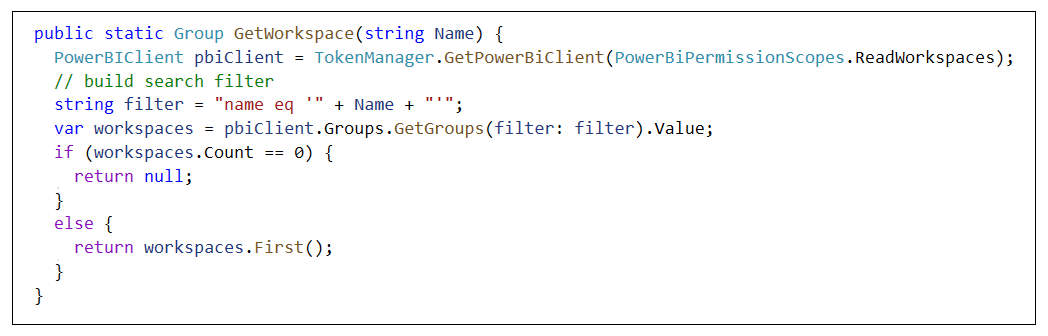 public static Group GetWorkspace(string Name) {
  PowerBIClient pbiClient = TokenManager.GetPowerBiClient(PowerBiPermissionScopes.ReadWorkspaces);
  // build search filter
  string filter = "name eq '" + Name + "'";
  var workspaces = pbiClient.Groups.GetGroups(filter: filter).Value;
  if (workspaces.Count == 0) {
    return null;
  }
  else {
    return workspaces.First();
  }
}